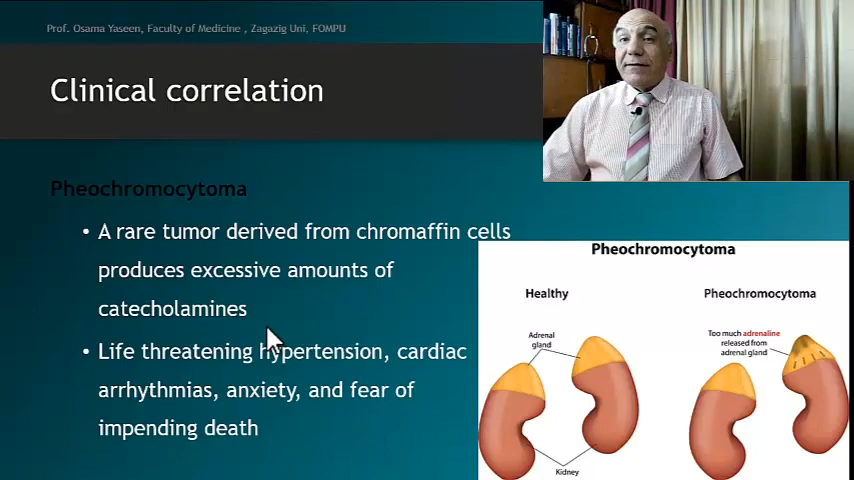 Prof. Osama Yaseen, Faculty of Medicine , Zagazig Uni, FOMPU
Clinical correlation
Pheochromocytoma
• A rare tumor derived from chromaffin cells
produces excessive amounts of
catecholamines
• Life threatening hypertension, cardiac
arrhythmias, anxiety, and fear of
impending death
Pheochromocytoma
Healthy
Adrenal
gland
Kidney
Pheochromocytoma
Too much adrenaline
released from
adrenal gland